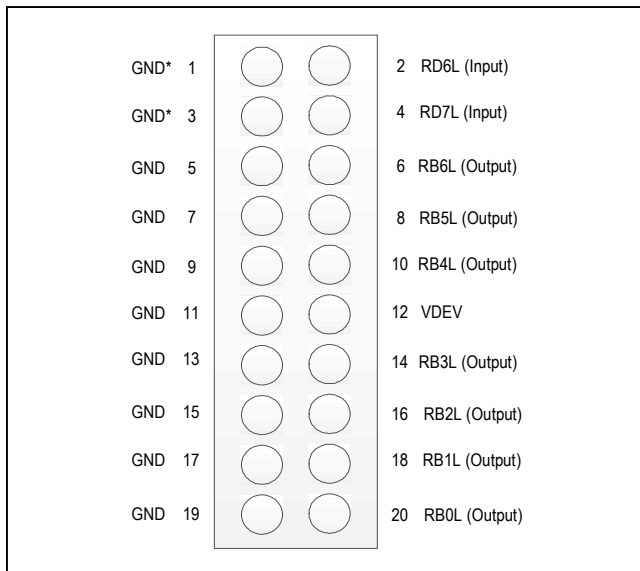 GND* 1 2 RD6L (Input)
GND* 3 4 RD7L (Input)
GND 5 6 RB6L (Output)
GND 7 8 RB5L (Output)
GND 9 10 RB4L (Output)
GND 11 12 VDEV
GND 13 14 RB3L (Output)
GND 15 16 RB2L (Output)
GND 17 18 RB1L (Output)
GND 19 20 RB0L (Output)